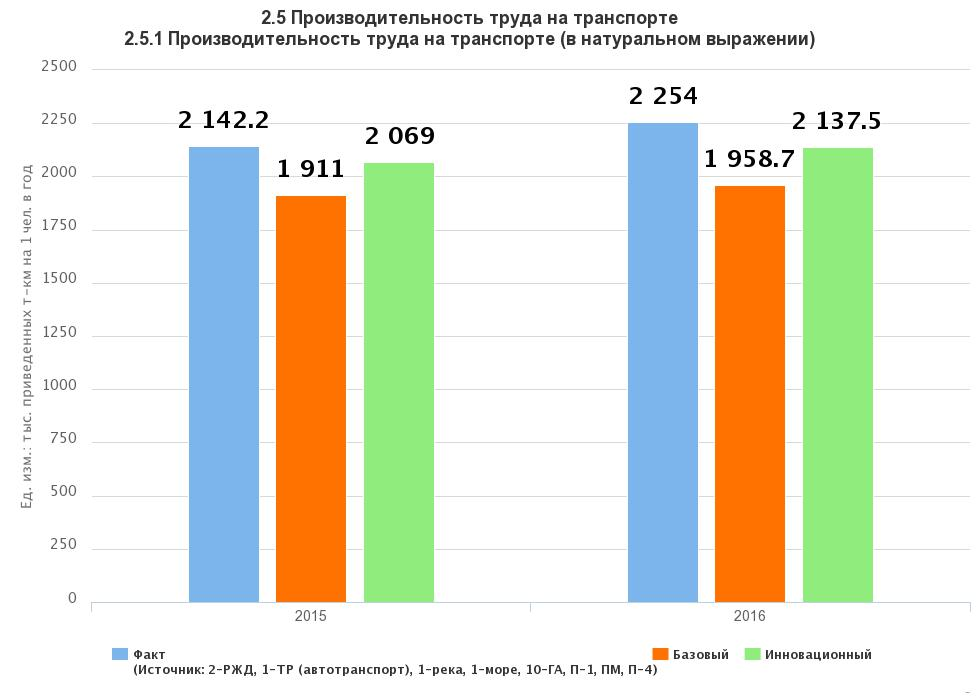 2.5 Производительность труда на транспорте
2.5.1 Производительность труда на транспорте (в натуральном выражении)
Ед. изм.: тыс. приведенных т-км на 1 чел. в год
2500
2250
2000
1750
1500
1250
1000
750
500
250
0
2 142.2
1 911
2 069
2 254
1 958.7
2 137.5
2015
2016
Факт
(Источник: 2-РЖД, 1-ТР (автотранспорт), 1-река, 1-море, 10-ГА, П-1, ПМ, П-4)
Базовый
Инновационный